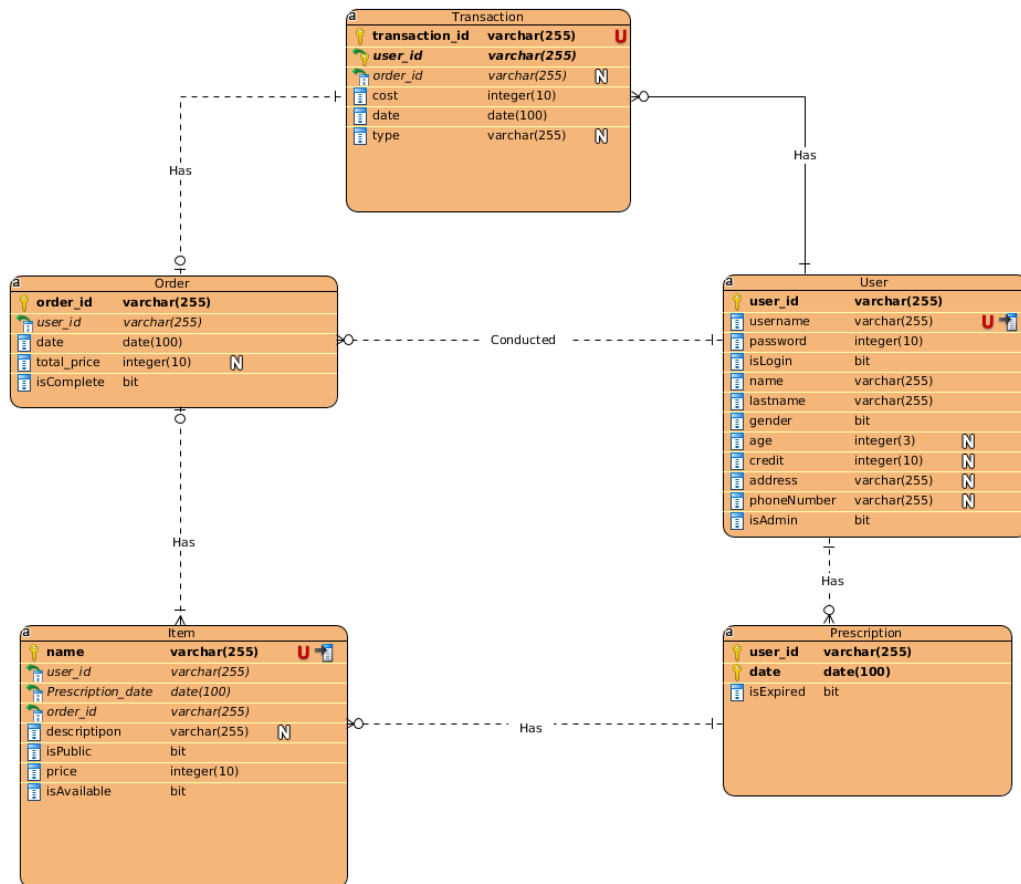 a Transaction
transaction_id varchar(255) U
user_id varchar(255)
order_id varchar(255) N
cost integer(10)
date date(100)
type varchar(255) N
Has
Has
a Order
order_id varchar(255)
user_id varchar(255)
date date(100)
total_price integer(10) N
isComplete bit
Conducted
a User
user_id varchar(255)
username varchar(255) U
password integer(10)
isLogin bit
name varchar(255)
lastname varchar(255)
gender bit
age integer(3) N
credit integer(10) N
address varchar(255) N
phoneNumber varchar(255) N
isAdmin bit
Has
Has
a Item
name varchar(255) U
user_id varchar(255)
Prescription_date date(100)
order_id varchar(255)
descriptipon varchar(255) N
isPublic bit
price integer(10)
isAvailable bit
Has
a Prescription
user_id varchar(255)
date date(100)
isExpired bit